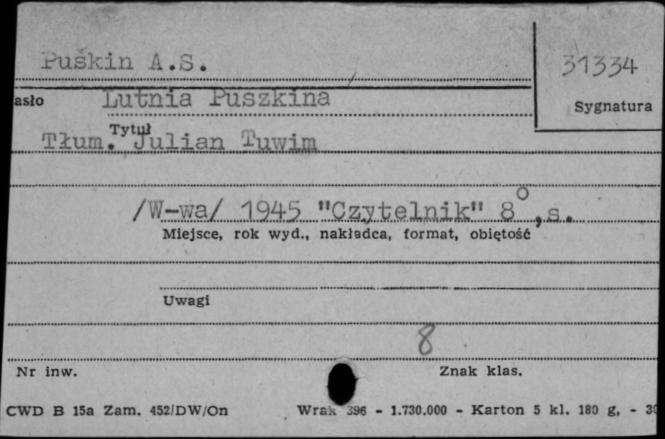 Puškin A.S.
31334
asło
Lutnia Puszkina
Sygnatura
Tytuł
Tłum. Julian Tuwim
/W-wa/ 1945 "Czytelnik" 8°,s.
Miejsce, rok wyd., nakładca, format, obiętość
Uwagi
8
Nr inw.
Znak klas.
CWD B 15a Zam. 452/DW/On
Wrak 396 - 1.730.000 - Karton 5 kl. 180 g, - 30